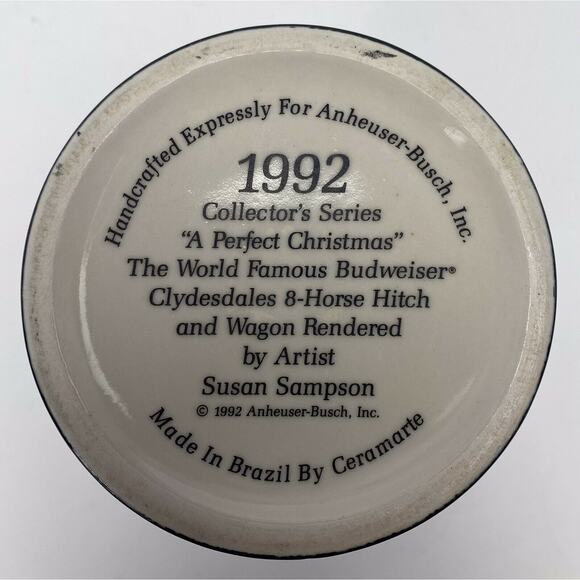 Handcrafted Expressly For Anheuser-Busch, Inc.
1992
Collector's Series
"A Perfect Christmas"
The World Famous Budweiser®
Clydesdales 8-Horse Hitch
and Wagon Rendered
by Artist
Susan Sampson
© 1992 Anheuser-Busch, Inc.
Made In Brazil By Ceramarte